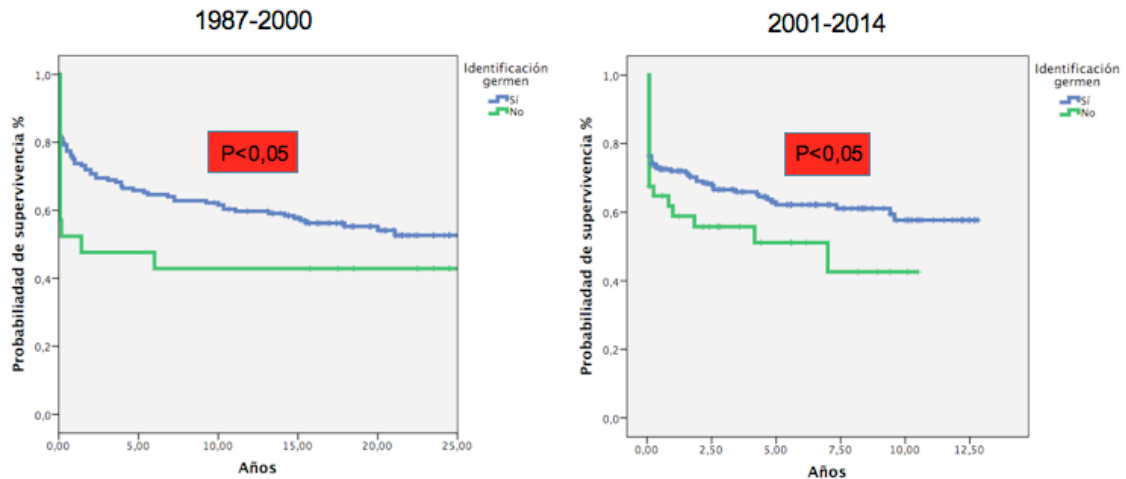 1987-2000
Probabiliadad de supervivencia %
1,0
0,8
0,6
0,4
0,2
0,0
P<0,05
Identificación
germen
Sí
No
0,00 5,00 10,00 15,00 20,00 25,00
Años
2001-2014
Probabiliadad de supervivencia %
1,0
0,8
0,6
0,4
0,2
0,0
P<0,05
Identificación
germen
Sí
No
0,00 2,50 5,00 7,50 10,00 12,50
Años